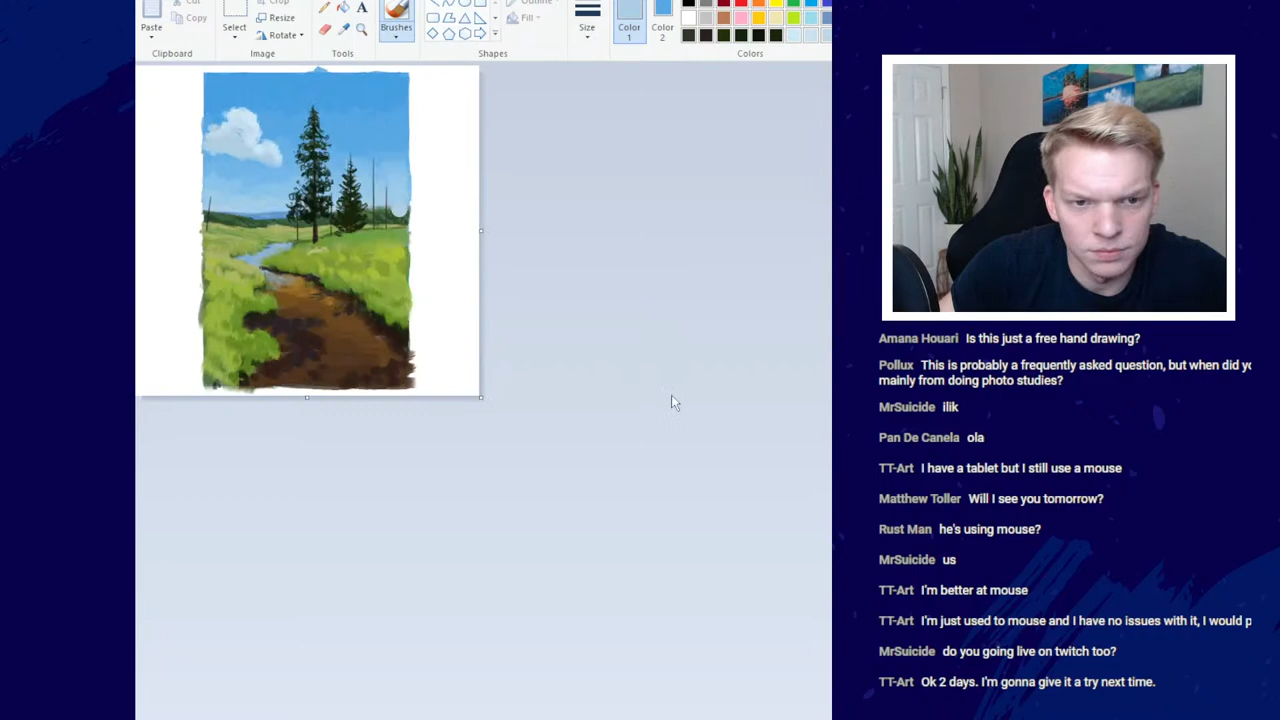 Cut
Crop
Outline
Copy
Resize
Fill
Paste
Select
Rotate
Brushes
Size
Color
1
Color
2
Clipboard
Image
Tools
Shapes
Colors
Amana Houari Is this just a free hand drawing?
Pollux This is probably a frequently asked question, but when did yo
mainly from doing photo studies?
MrSuicide ilik
Pan De Canela ola
TT-Art I have a tablet but I still use a mouse
Matthew Toller Will I see you tomorrow?
Rust Man he's using mouse?
MrSuicide us
TT-Art I'm better at mouse
TT-Art I'm just used to mouse and I have no issues with it, I would p
MrSuicide do you going live on twitch too?
TT-Art Ok 2 days. I'm gonna give it a try next time.